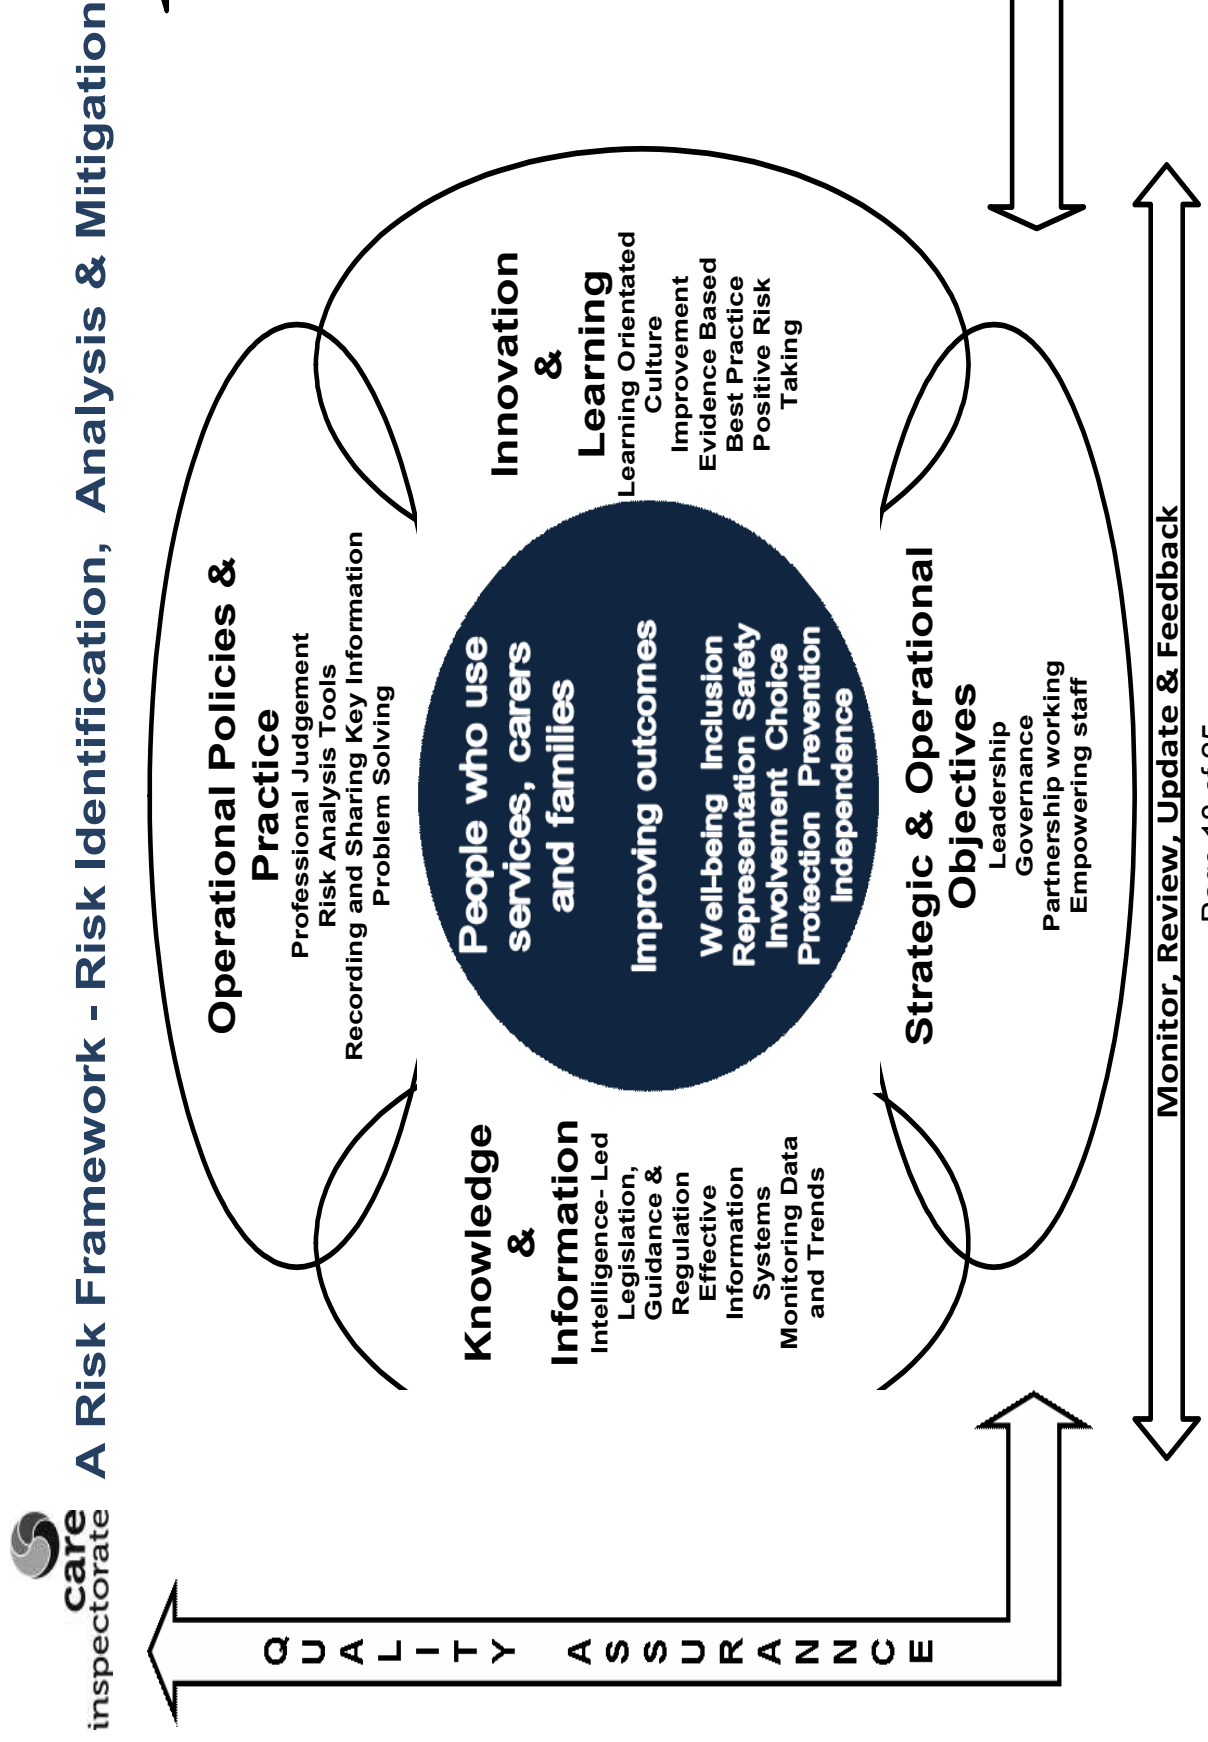 care
inspectorate
A Risk Framework - Risk Identification, Analysis & Mitigation
QUALITY ASSURANNCE
Operational Policies &
Practice
Professional Judgement
Risk Analysis Tools
Recording and Sharing Key Information
Problem Solving
Knowledge
&
Information
Intelligence- Led
Legislation,
Guidance &
Regulation
Effective
Information
Systems
Monitoring Data
and Trends
People who use
services, carers
and families
Improving outcomes
Well-being Inclusion
Representation Safety
Involvement Choice
Protection Prevention
Independence
Innovation
&
Learning
Learning Orientated
Culture
Improvement
Evidence Based
Best Practice
Positive Risk
Taking
Strategic & Operational
Objectives
Leadership
Governance
Partnership working
Empowering staff
Monitor, Review, Update & Feedback